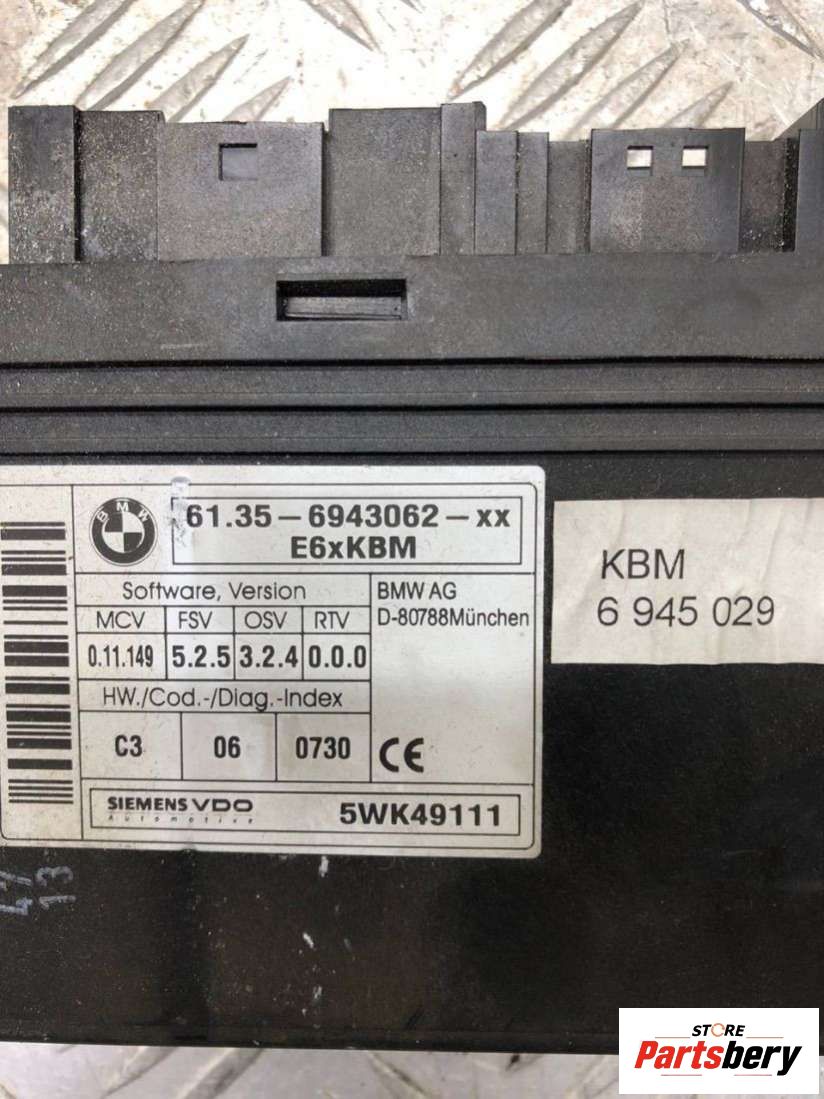 BMW
61.35-6943062-xx
E6xKBM
Software, Version
MCV FSV OSV RTV
0.11.149 5.2.5 3.2.4 0.0.0
HW./Cod.-/Diag.-Index
C3 06 0730
BMW AG
D-80788München
CE
SIEMENS VDO
Automotive
5WK49111
KBM
6 945 029
13
STORE
Partsbery